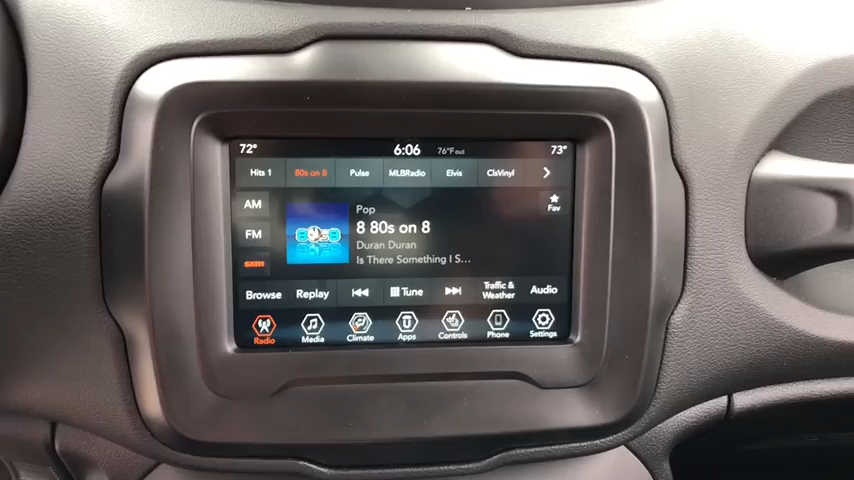 72° 6:06 76°F out 73°
Hits 1 80s on 8 Pulse MLBRadio Elvis ClsVinyl
AM
FM
SXM
Pop
8 80s on 8
Duran Duran
Is There Something I S...
Fav
Browse Replay Tune Traffic & Weather Audio
Radio Media Climate Apps Controls Phone Settings